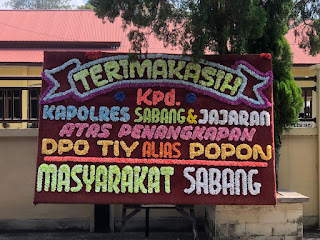 TERIMAKASIH
Kpd.
KAPOLRES SABANG & JAJARAN
ATAS PENANGKAPAN
DPO TIY ALIAS POPON
MASYARAKAT SABANG